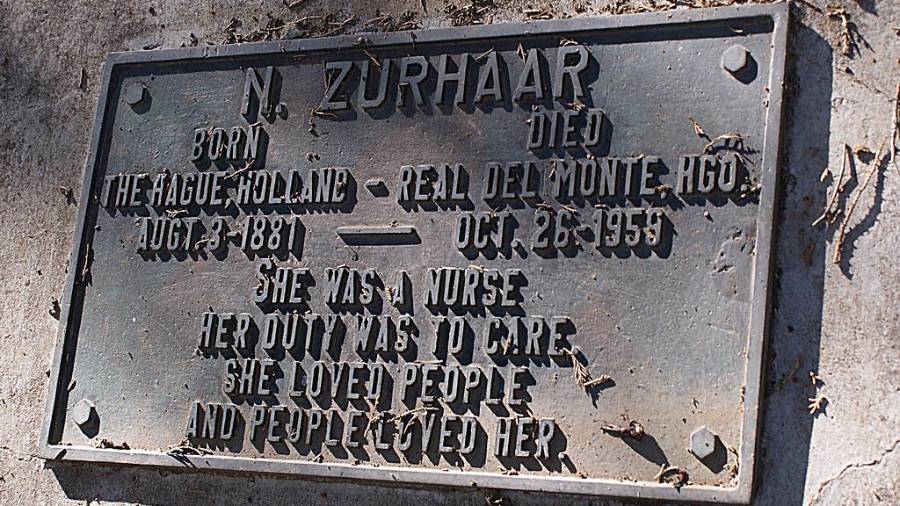 N. ZURHAAR
BORN DIED
THE HAGUE, HOLLAND - REAL DEL MONTE. HGO.
AUGT. 3-1881 — OCT. 26-1959
SHE WAS A NURSE
HER DUTY WAS TO CARE.
SHE LOVED PEOPLE
AND PEOPLE LOVED HER.